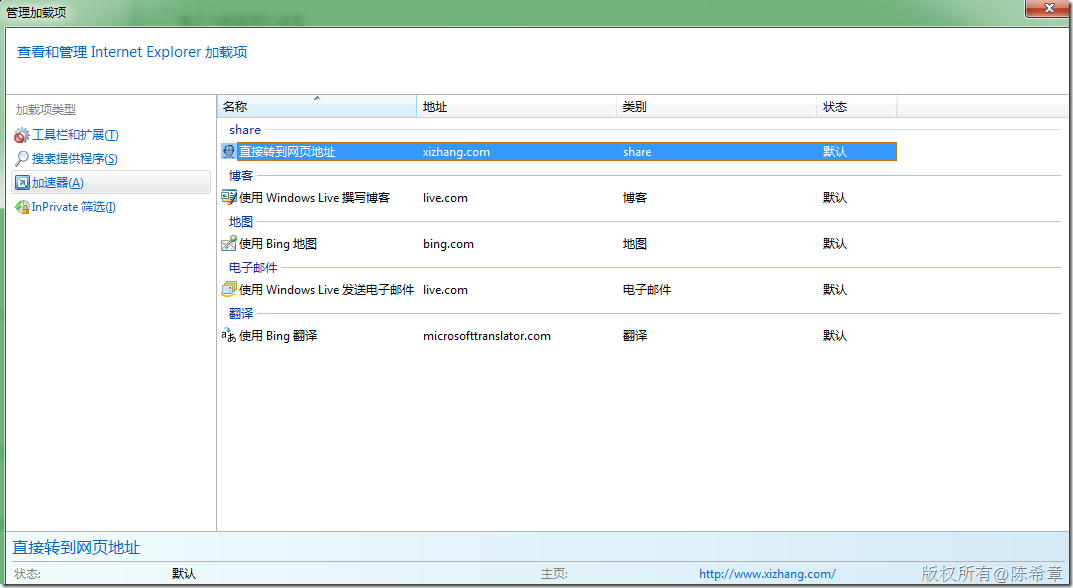 管理加载项
查看和管理 Internet Explorer 加载项
加载项类型
工具栏和扩展(T)
搜索提供程序(S)
加速器(A)
InPrivate 筛选(I)
名称 地址 类别 状态
share
直接转到网页地址 xizhang.com share 默认
博客
使用 Windows Live 撰写博客 live.com 博客 默认
地图
使用 Bing 地图 bing.com 地图 默认
电子邮件
使用 Windows Live 发送电子邮件 live.com 电子邮件 默认
翻译
使用 Bing 翻译 microsofttranslator.com 翻译 默认
直接转到网页地址
状态: 默认 主页: http://www.xizhang.com/
版权所有@陈希章